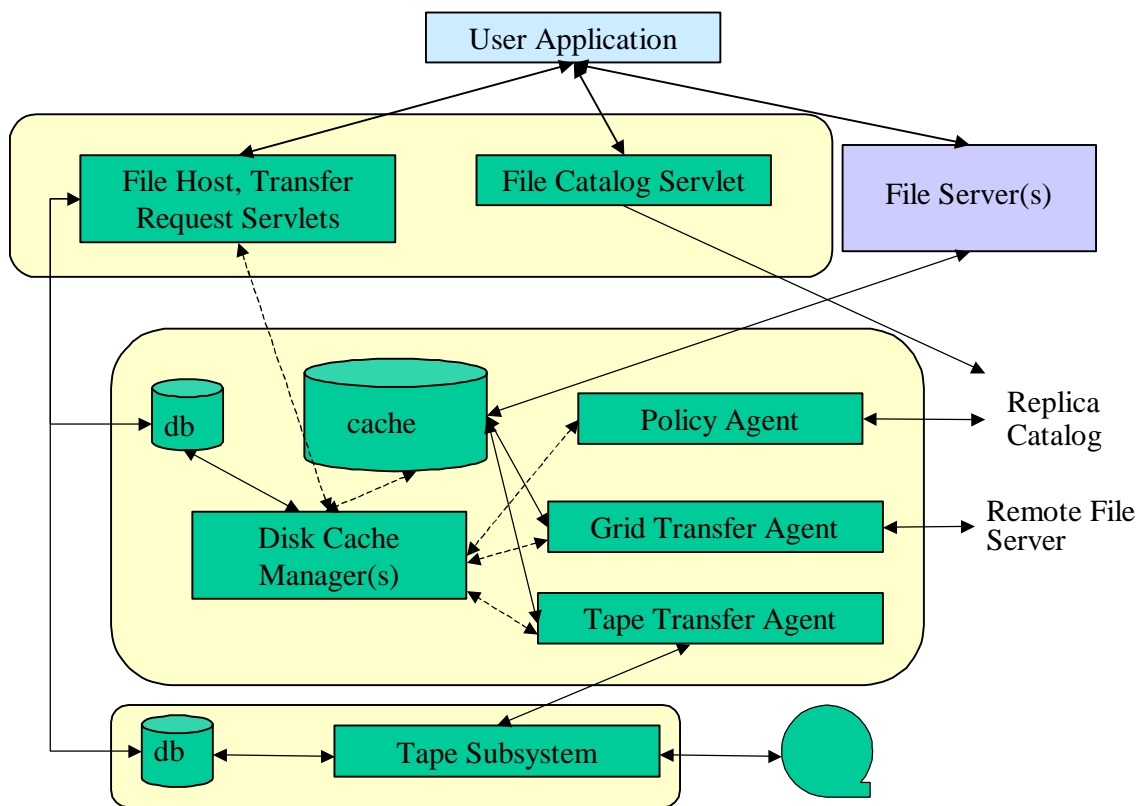 User Application
File Host, Transfer
Request Servlets
File Catalog Servlet
File Server(s)
db
cache
Policy Agent
Replica
Catalog
Disk Cache
Manager(s)
Grid Transfer Agent
Remote File
Server
Tape Transfer Agent
db
Tape Subsystem